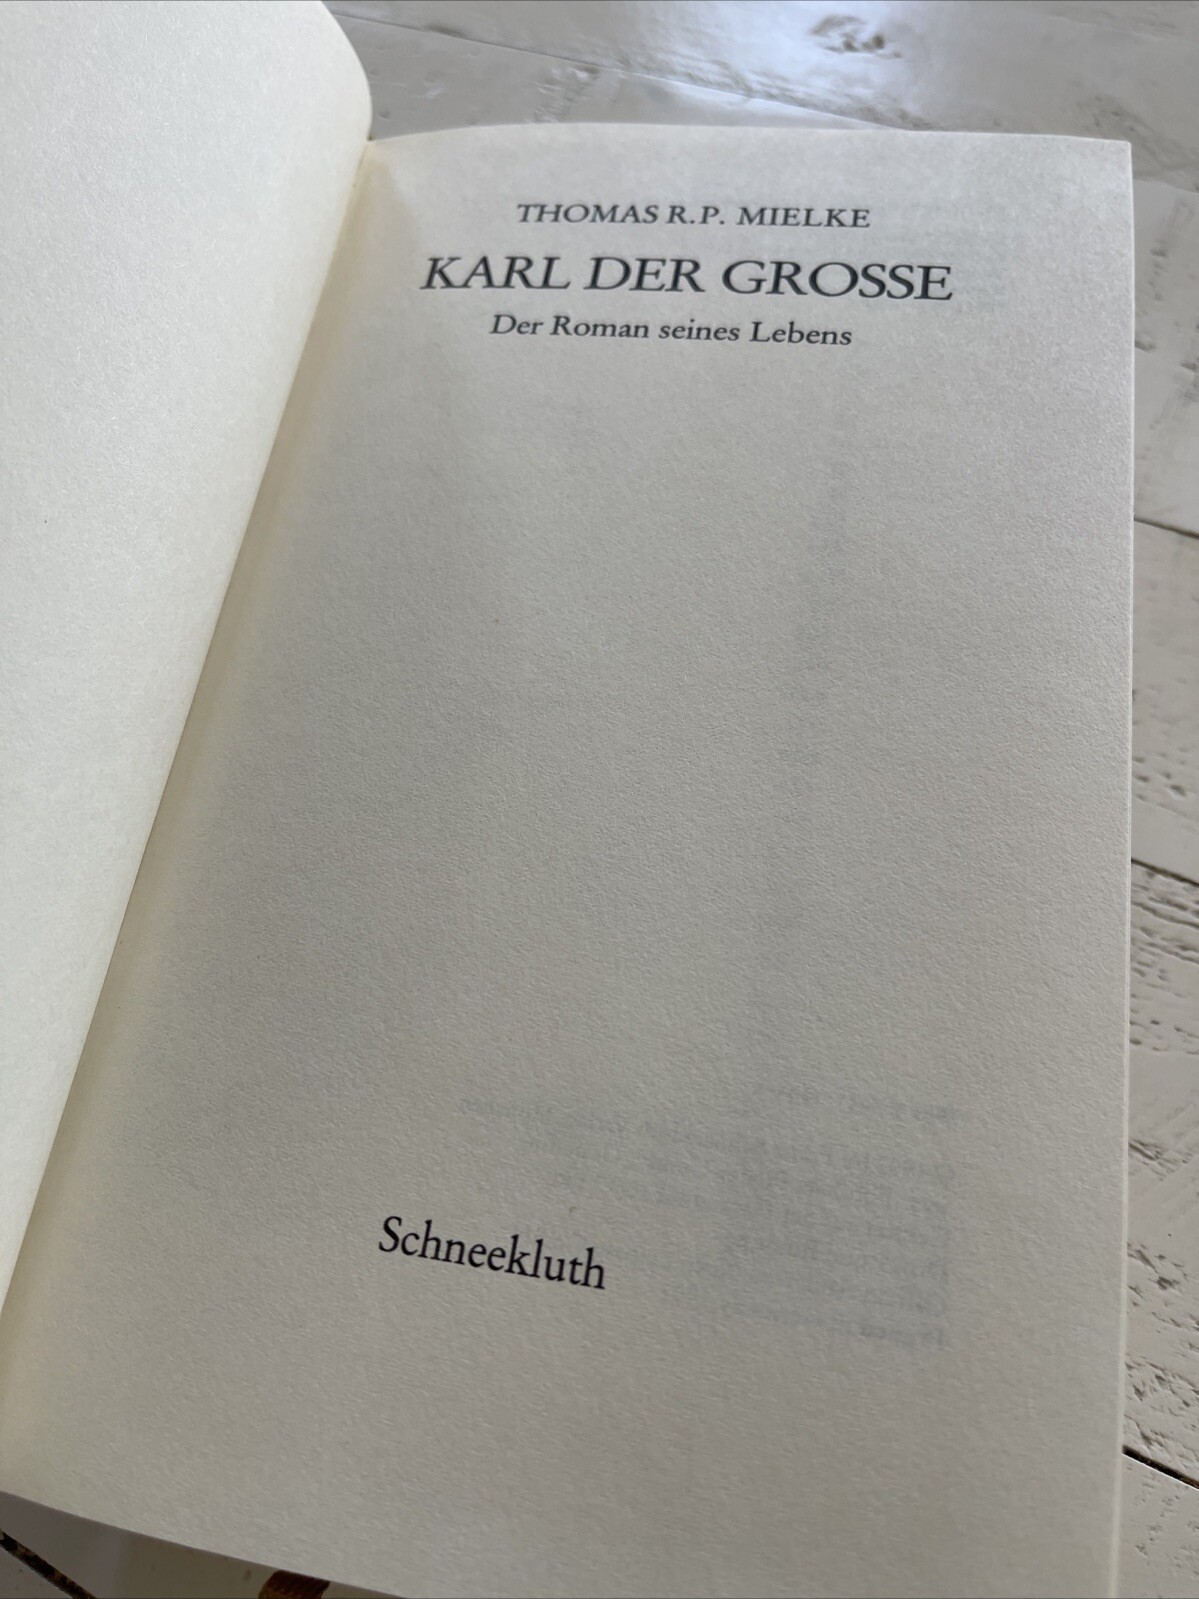 THOMAS R.P. MIELKE
KARL DER GROSSE
Der Roman seines Lebens
Schneekluth